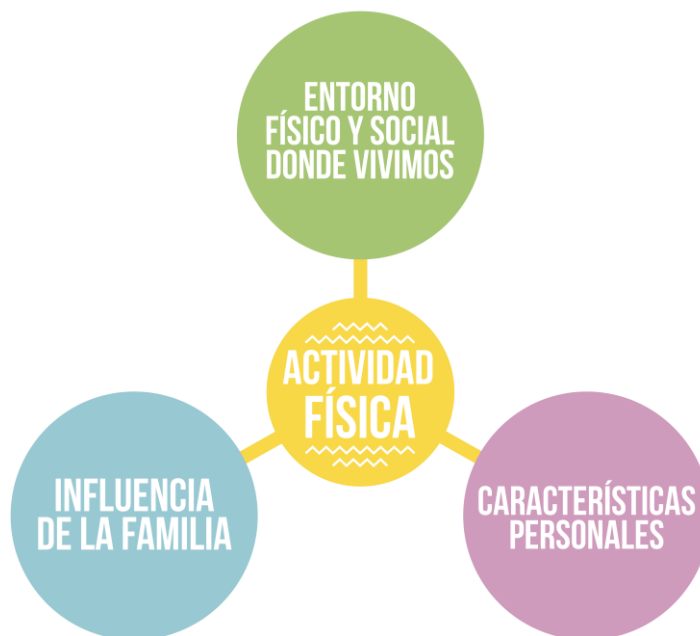 ENTORNO
FÍSICO Y SOCIAL
DONDE VIVIMOS
ACTIVIDAD
FÍSICA
INFLUENCIA
DE LA FAMILIA
CARACTERÍSTICAS
PERSONALES